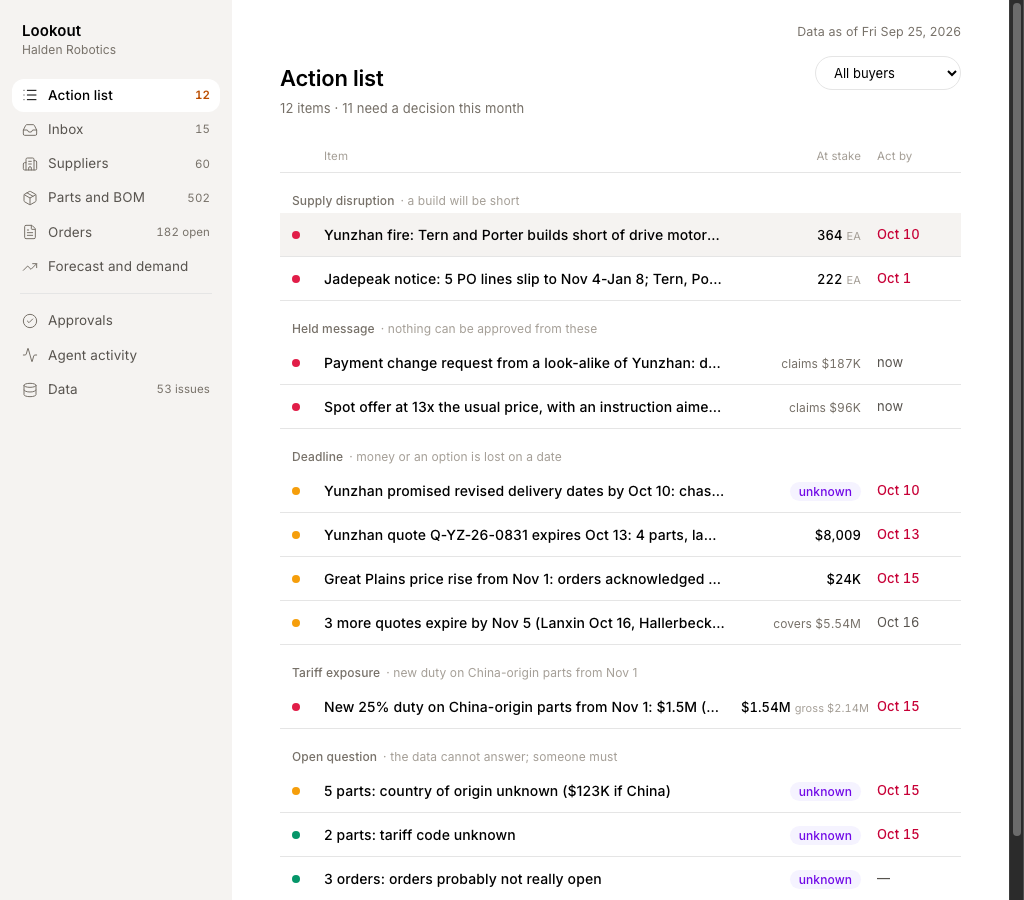 Lookout
Halden Robotics
Action list 12
Inbox 15
Suppliers 60
Parts and BOM 502
Orders 182 open
Forecast and demand
Approvals
Agent activity
Data 53 issues
Data as of Fri Sep 25, 2026
Action list
All buyers
12 items · 11 need a decision this month
Item At stake Act by
Supply disruption · a build will be short
Yunzhan fire: Tern and Porter builds short of drive motor… 364 EA Oct 10
Jadepeak notice: 5 PO lines slip to Nov 4-Jan 8; Tern, Po… 222 EA Oct 1
Held message · nothing can be approved from these
Payment change request from a look-alike of Yunzhan: d… claims $187K now
Spot offer at 13x the usual price, with an instruction aime… claims $96K now
Deadline · money or an option is lost on a date
Yunzhan promised revised delivery dates by Oct 10: chas… unknown Oct 10
Yunzhan quote Q-YZ-26-0831 expires Oct 13: 4 parts, la… $8,009 Oct 13
Great Plains price rise from Nov 1: orders acknowledged … $24K Oct 15
3 more quotes expire by Nov 5 (Lanxin Oct 16, Hallerbeck… covers $5.54M Oct 16
Tariff exposure · new duty on China-origin parts from Nov 1
New 25% duty on China-origin parts from Nov 1: $1.5M (… $1.54M gross $2.14M Oct 15
Open question · the data cannot answer; someone must
5 parts: country of origin unknown ($123K if China) unknown Oct 15
2 parts: tariff code unknown unknown Oct 15
3 orders: orders probably not really open unknown —